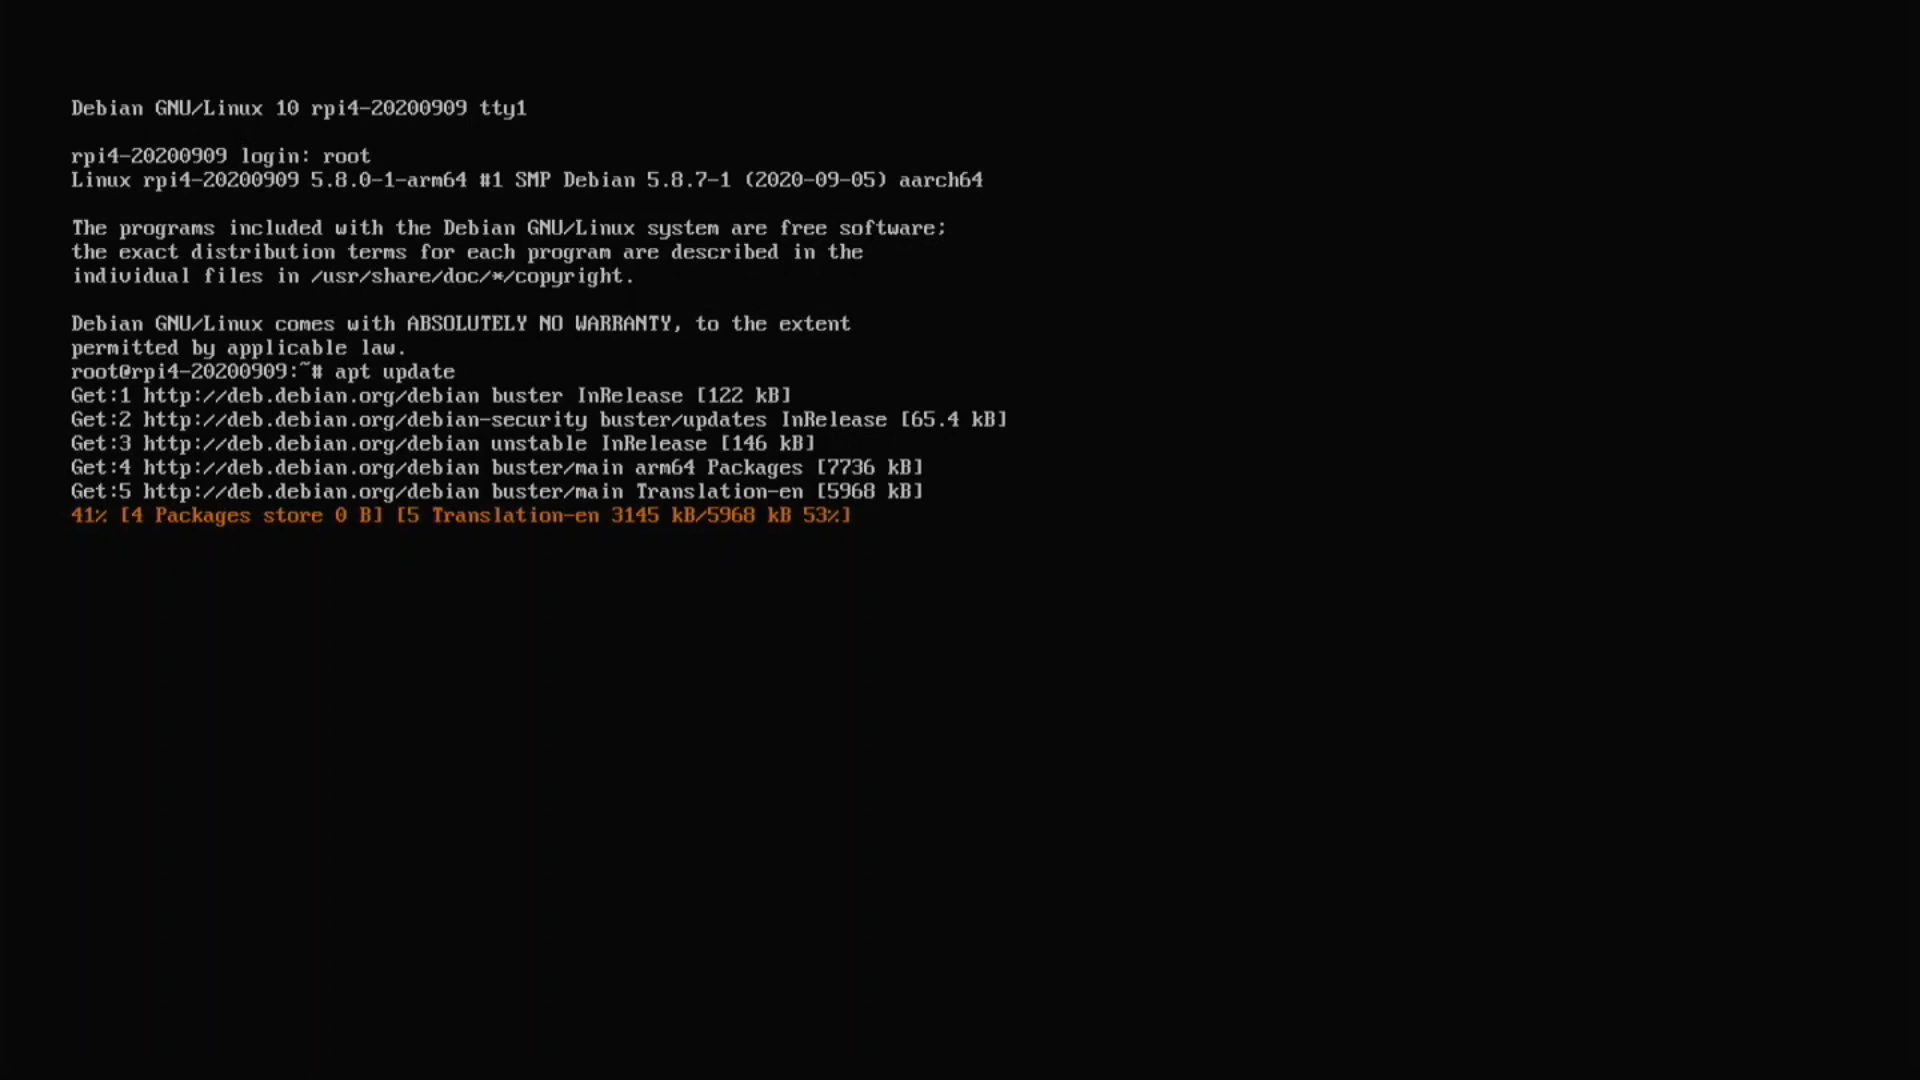 Debian GNU/Linux 10 rpi4-20200909 tty1
rpi4-20200909 login: root
Linux rpi4-20200909 5.8.0-1-arm64 #1 SMP Debian 5.8.7-1 (2020-09-05) aarch64
The programs included with the Debian GNU/Linux system are free software;
the exact distribution terms for each program are described in the
individual files in /usr/share/doc/*/copyright.
Debian GNU/Linux comes with ABSOLUTELY NO WARRANTY, to the extent
permitted by applicable law.
root@rpi4-20200909:~# apt update
Get:1 http://deb.debian.org/debian buster InRelease [122 kB]
Get:2 http://deb.debian.org/debian-security buster/updates InRelease [65.4 kB]
Get:3 http://deb.debian.org/debian unstable InRelease [146 kB]
Get:4 http://deb.debian.org/debian buster/main arm64 Packages [7736 kB]
Get:5 http://deb.debian.org/debian buster/main Translation-en [5968 kB]
41% [4 Packages store 0 B] [5 Translation-en 3145 kB/5968 kB 53%]